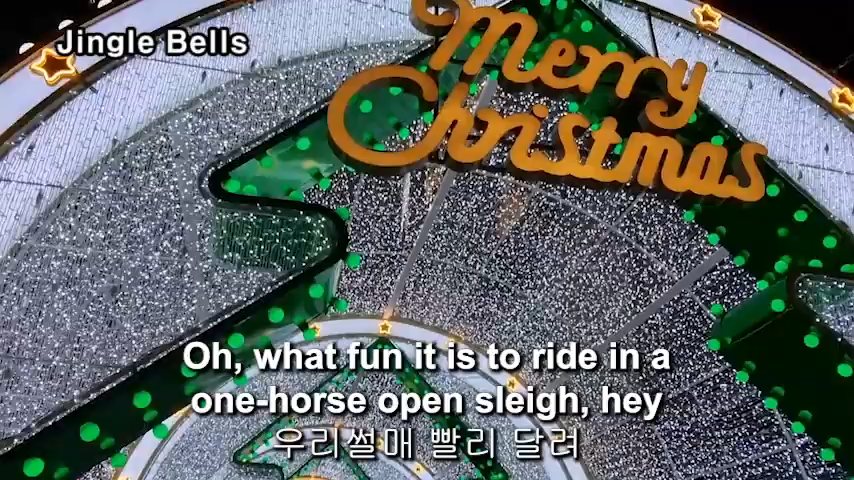 Jingle Bells
Merry
Christmas
Oh, what fun it is to ride in a
one-horse open sleigh, hey
우리썰매 빨리 달려